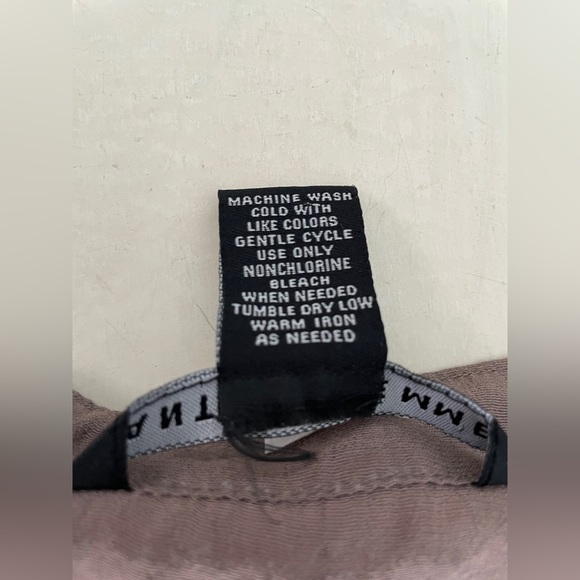 MACHINE WASH
COLD WITH
LIKE COLORS
GENTLE CYCLE
USE ONLY
NONCHLORINE
BLEACH
WHEN NEEDED
TUMBLE DRY LOW
WARM IRON
AS NEEDED